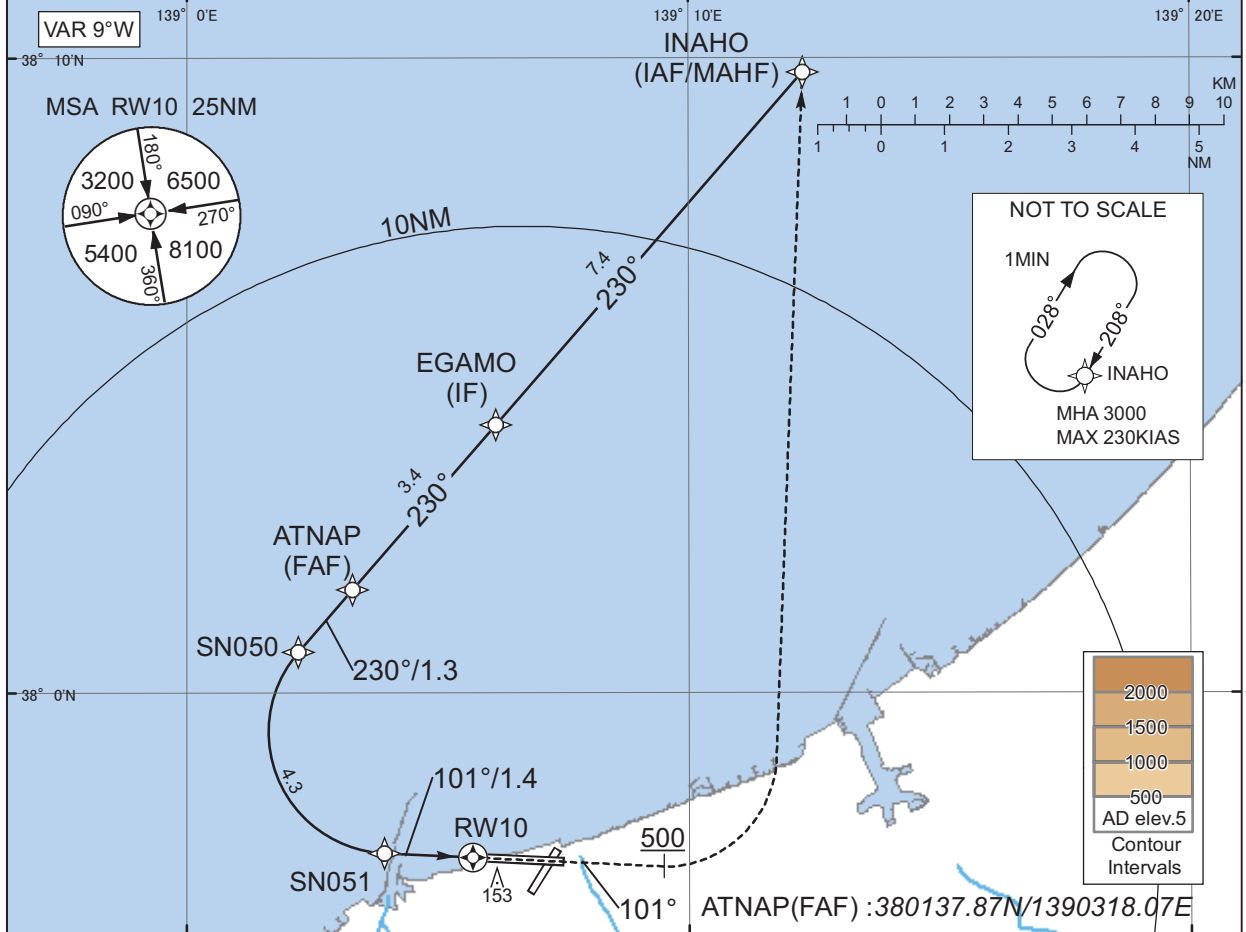 139° 0'E
139° 10'E
139° 20'E
VAR 9°W
38° 10'N
INAHO
(IAF/MAHF)
KM
1 0 1 2 3 4 5 6 7 8 9 10
1 0 1 2 3 4 5
NM
MSA RW10 25NM
180°
3200 6500
090°
270°
5400 8100
360°
NOT TO SCALE
1MIN
028°
208°
INAHO
MHA 3000
MAX 230KIAS
10NM
7.4
230°
EGAMO
(IF)
3.4
230°
ATNAP
(FAF)
SN050
230°/1.3
38° 0'N
4.3
101°/1.4
RW10
500
SN051
153
101°
2000
1500
1000
500
AD elev.5
Contour
Intervals
ATNAP(FAF) :380137.87N/1390318.07E